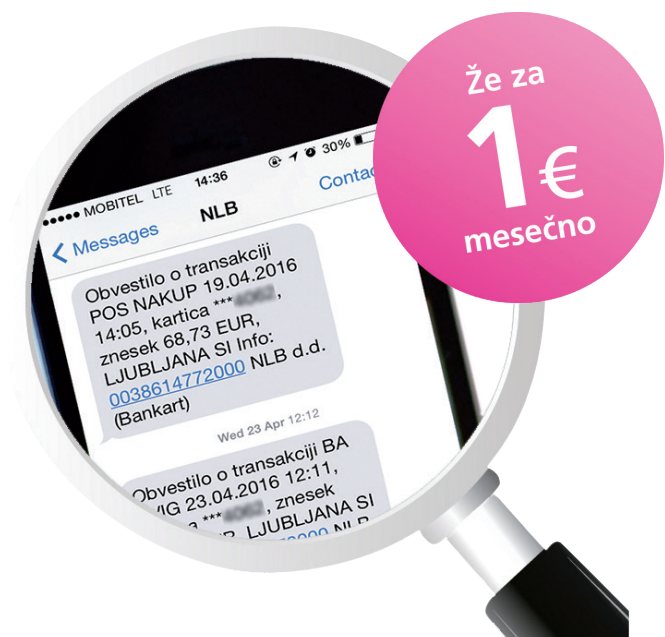 Že za
1€
mesečno
MOBITEL LTE 14:36 30%
Messages NLB
Obvestilo o transakciji
POS NAKUP 19.04.2016
14:05, kartica ***
znesek 68,73 EUR,
LJUBLJANA SI Info:
0038614772000 NLB d.d.
(Bankart)
Wed 23 Apr 12:12
Obvestilo o transakciji BA
23.04.2016 12:11,
***, znesek
LJUBLJANA SI
NLB